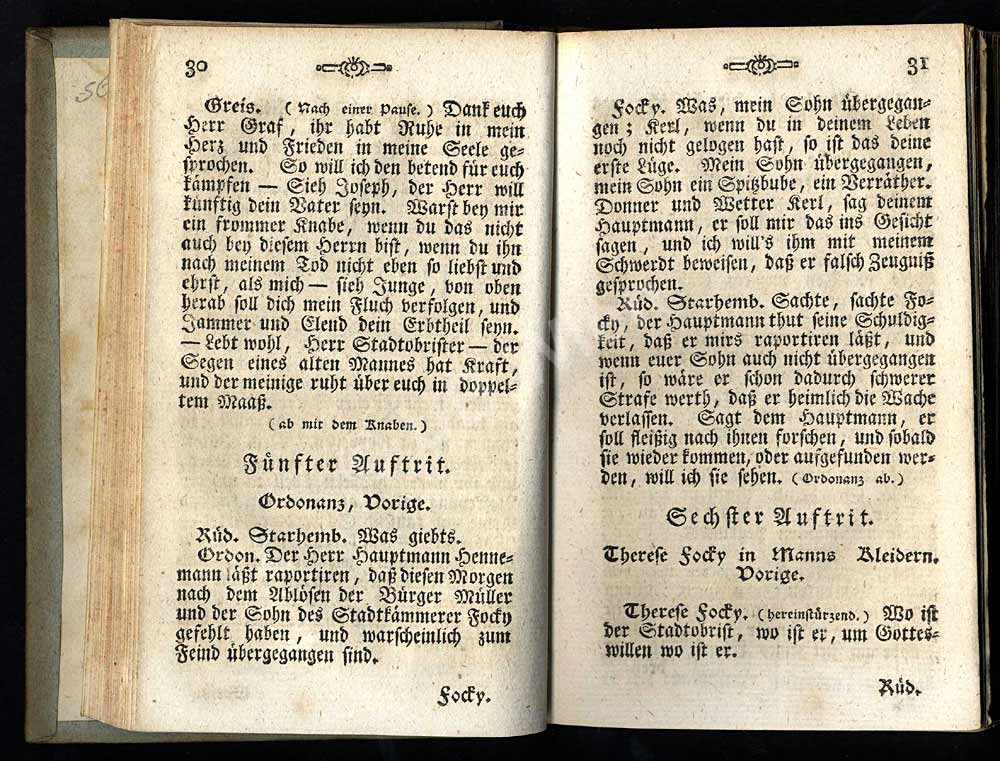 30
Greis. (Nach einer Pause.) Dank euch
Herr Graf, ihr habt Ruhe in mein
Herz und Frieden in meine Seele ge=
sprochen. So will ich den betend für euch
kämpfen — Sieh Joseph, der Herr will
künftig dein Vater seyn. Warst bey mir
ein frommer Knabe, wenn du das nicht
auch bey diesem Herrn bist, wenn du ihn
nach meinem Tod nicht eben so liebst und
ehrst, als mich — sieh Junge, von oben
herab soll dich mein Fluch verfolgen, und
Jammer und Elend dein Erbtheil seyn.
— Lebt wohl, Herr Stadtobrister — der
Segen eines alten Mannes hat Kraft,
und der meinige ruht über euch in doppel=
tem Maaß.
(ab mit dem Knaben.)
Fünfter Auftrit.
Ordonanz, Vorige.
Rüd. Starhemb. Was giebts.
Ordon. Der Herr Hauptmann Henne=
mann läßt raportiren, daß diesen Morgen
nach dem Ablösen der Bürger Müller
und der Sohn des Stadtkämmerer Focky
gefehlt haben, und warscheinlich zum
Feind übergegangen sind.
Focky.
31
Focky. Was, mein Sohn übergegan=
gen; Kerl, wenn du in deinem Leben
noch nicht gelogen hast, so ist das deine
erste Lüge. Mein Sohn übergegangen,
mein Sohn ein Spitzbube, ein Verräther.
Donner und Wetter Kerl, sag deinem
Hauptmann, er soll mir das ins Gesicht
sagen, und ich will's ihm mit meinem
Schwerdt beweisen, daß er falsch Zeugniß
gesprochen.
Rüd. Starhemb. Sachte, sachte Fo=
cky, der Hauptmann thut seine Schuldig=
keit, daß er mirs raportiren läßt, und
wenn euer Sohn auch nicht übergegangen
ist, so wäre er schon dadurch schwerer
Strafe werth, daß er heimlich die Wache
verlassen. Sagt dem Hauptmann, er
soll fleißig nach ihnen forschen, und sobald
sie wieder kommen, oder aufgefunden wer=
den, will ich sie sehen. (Ordonanz ab.)
Sechster Auftrit.
Therese Focky in Manns Kleidern.
Vorige.
Therese Focky. (hereinstürzend.) Wo ist
der Stadtobrist, wo ist er, um Gottes=
willen wo ist er.
Rüd.